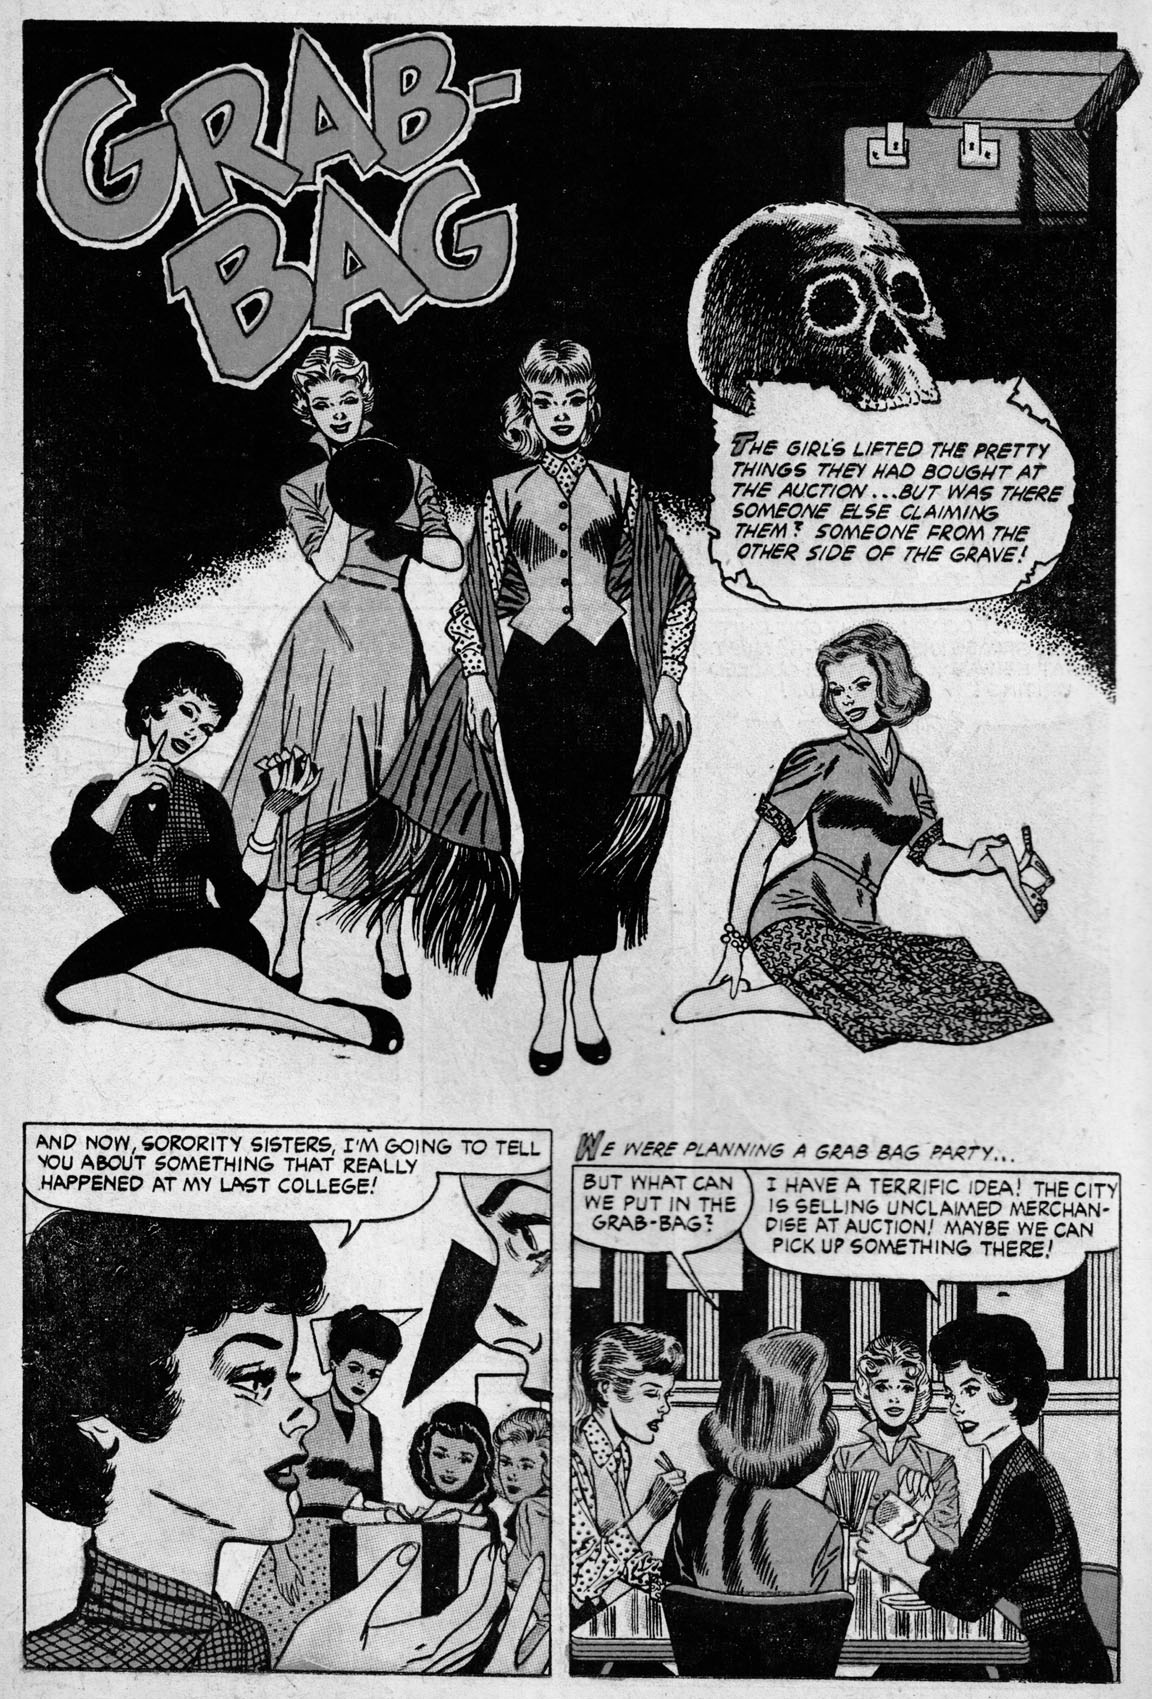 GRAB-
BAG
THE GIRLS LIFTED THE PRETTY
THINGS THEY HAD BOUGHT AT
THE AUCTION...BUT WAS THERE
SOMEONE ELSE CLAIMING
THEM? SOMEONE FROM THE
OTHER SIDE OF THE GRAVE!
AND NOW, SORORITY SISTERS, I'M GOING TO TELL
YOU ABOUT SOMETHING THAT REALLY
HAPPENED AT MY LAST COLLEGE!
WE WERE PLANNING A GRAB BAG PARTY...
BUT WHAT CAN
WE PUT IN THE
GRAB-BAG?
I HAVE A TERRIFIC IDEA! THE CITY
IS SELLING UNCLAIMED MERCHAN-
DISE AT AUCTION! MAYBE WE CAN
PICK UP SOMETHING THERE!